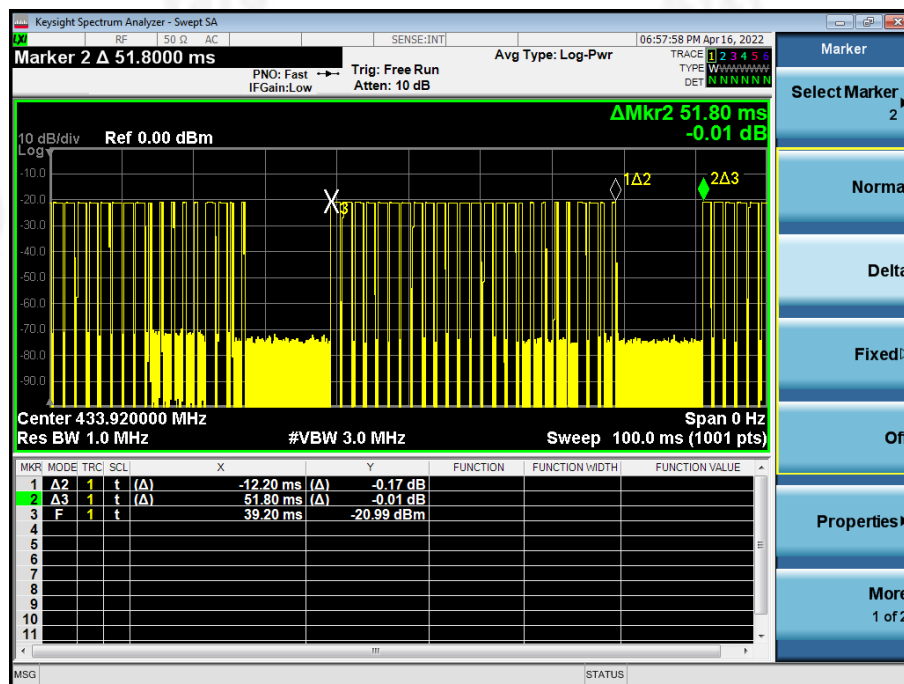 Keysight Spectrum Analyzer - Swept SA
LXI RF 50 Ω AC SENSE:INT 06:57:58 PM Apr 16, 2022
Marker 2 Δ 51.8000 ms
PNO: Fast
IFGain:Low
Trig: Free Run
Atten: 10 dB
Avg Type: Log-Pwr
TRACE 1 2 3 4 5 6
TYPE W W W W W W
DET N N N N N N
ΔMkr2 51.80 ms
-0.01 dB
10 dB/div Ref 0.00 dBm
Log
-10.0
-20.0
-30.0
-40.0
-50.0
-60.0
-70.0
-80.0
-90.0
3
1Δ2
2Δ3
Center 433.920000 MHz Span 0 Hz
Res BW 1.0 MHz #VBW 3.0 MHz Sweep 100.0 ms (1001 pts)
MKR MODE TRC SCL X Y FUNCTION FUNCTION WIDTH FUNCTION VALUE
1 Δ2 1 t (Δ) -12.20 ms (Δ) -0.17 dB
2 Δ3 1 t (Δ) 51.80 ms (Δ) -0.01 dB
3 F 1 t 39.20 ms -20.99 dBm
4
5
6
7
8
9
10
11
MSG STATUS
Marker
Select Marker
2
Norma
Delta
Fixed
Of
Properties
More
1 of 2